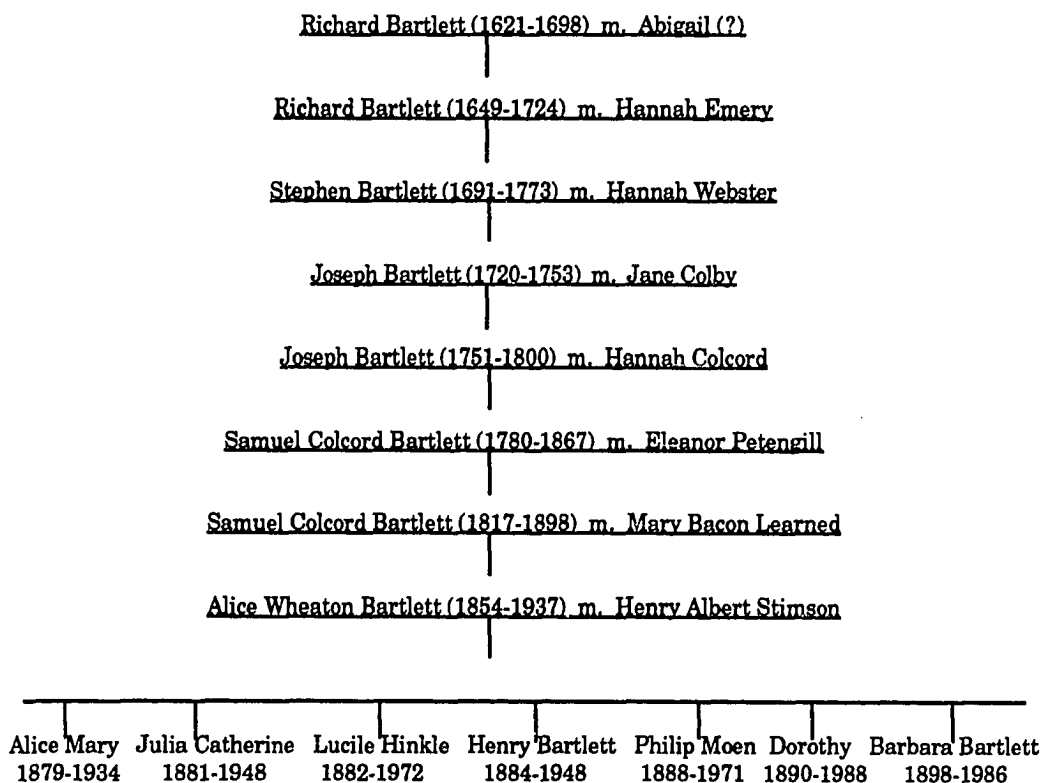 Richard Bartlett (1621-1698) m. Abigail (?)
Richard Bartlett (1649-1724) m. Hannah Emery
Stephen Bartlett (1691-1773) m. Hannah Webster
Joseph Bartlett (1720-1753) m. Jane Colby
Joseph Bartlett (1751-1800) m. Hannah Colcord
Samuel Colcord Bartlett (1780-1867) m. Eleanor Petengill
Samuel Colcord Bartlett (1817-1898) m. Mary Bacon Learned
Alice Wheaton Bartlett (1854-1937) m. Henry Albert Stimson
Alice Mary Julia Catherine Lucile Hinkle Henry Bartlett Philip Moen Dorothy Barbara Bartlett
1879-1934 1881-1948 1882-1972 1884-1948 1888-1971 1890-1988 1898-1986